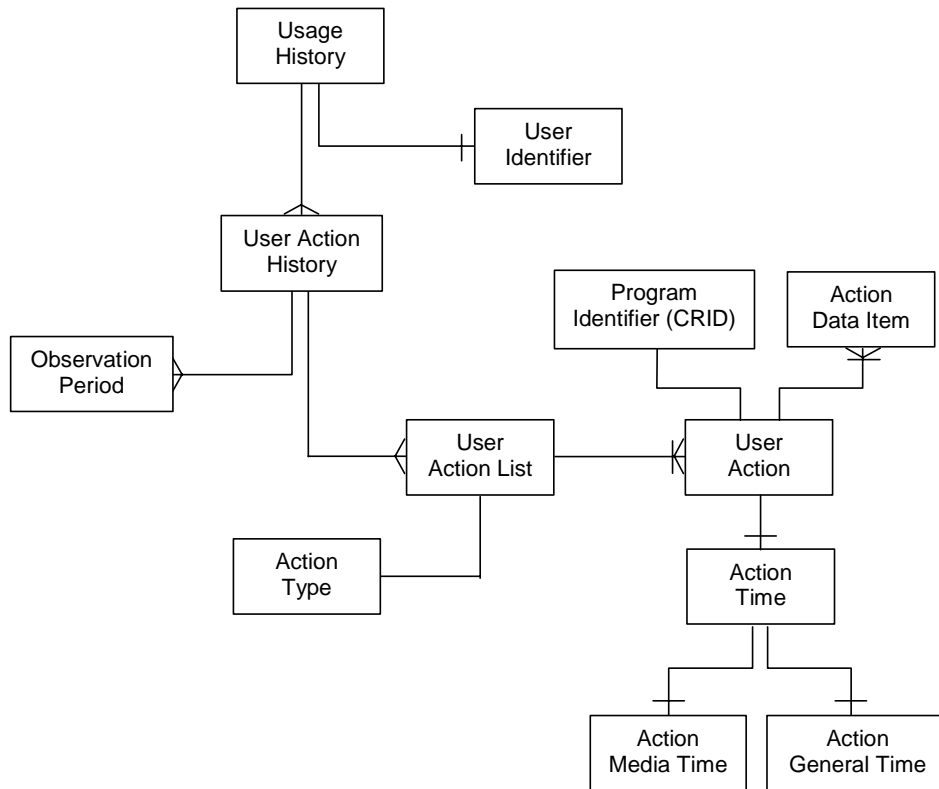 Usage
History
User
Identifier
User Action
History
Program
Identifier (CRID)
Action
Data Item
Observation
Period
User
Action List
User
Action
Action
Type
Action
Time
Action
Media Time
Action
General Time